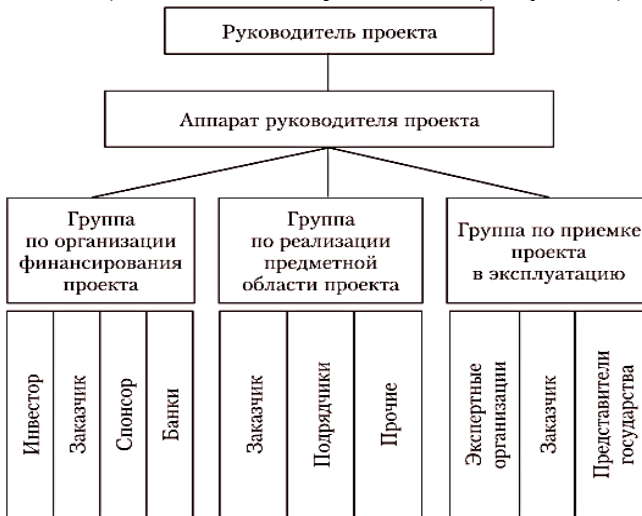 Руководитель проекта
Аппарат руководителя проекта
Группа
по организации
финансирования
проекта
Группа
по реализации
предметной
области проекта
Группа по приемке
проекта
в эксплуатацию
Инвестор
Заказчик
Спонсор
Банки
Заказчик
Подрядчики
Прочие
Экспертные
организации
Заказчик
Представители
государства